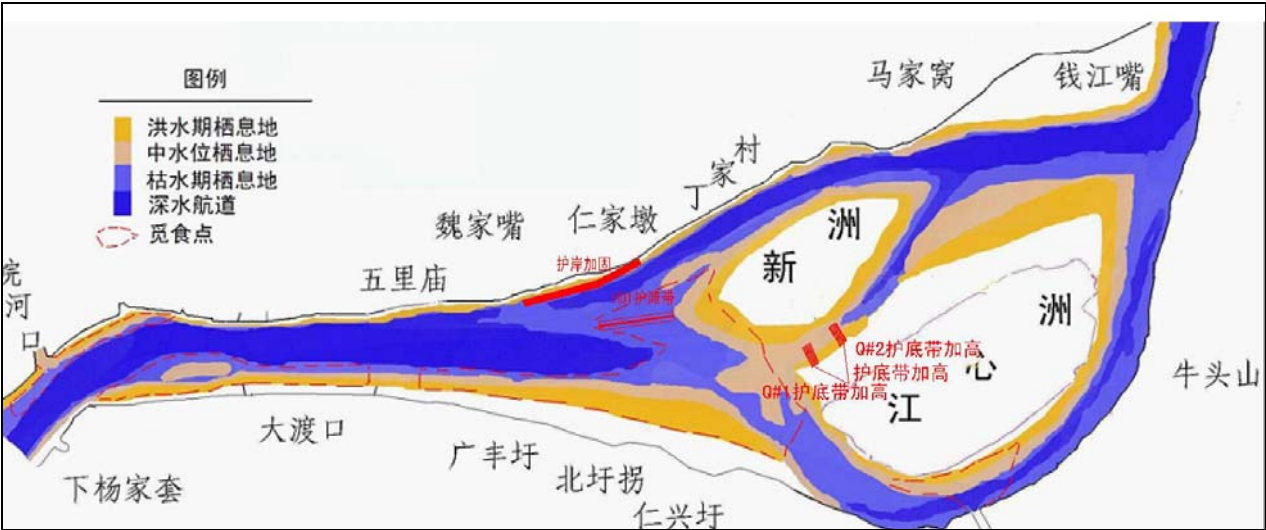 图例
洪水期栖息地
中水位栖息地
枯水期栖息地
深水航道
觅食点
马家窝
钱江嘴
丁家村
仁家墩
魏家嘴
护岸加固
五里庙
皖河口
护滩带
新洲
江心洲
Q#2护底带加高
护底带加高
Q#1护底带加高
牛头山
大渡口
广丰圩
北圩拐
仁兴圩
下杨家套